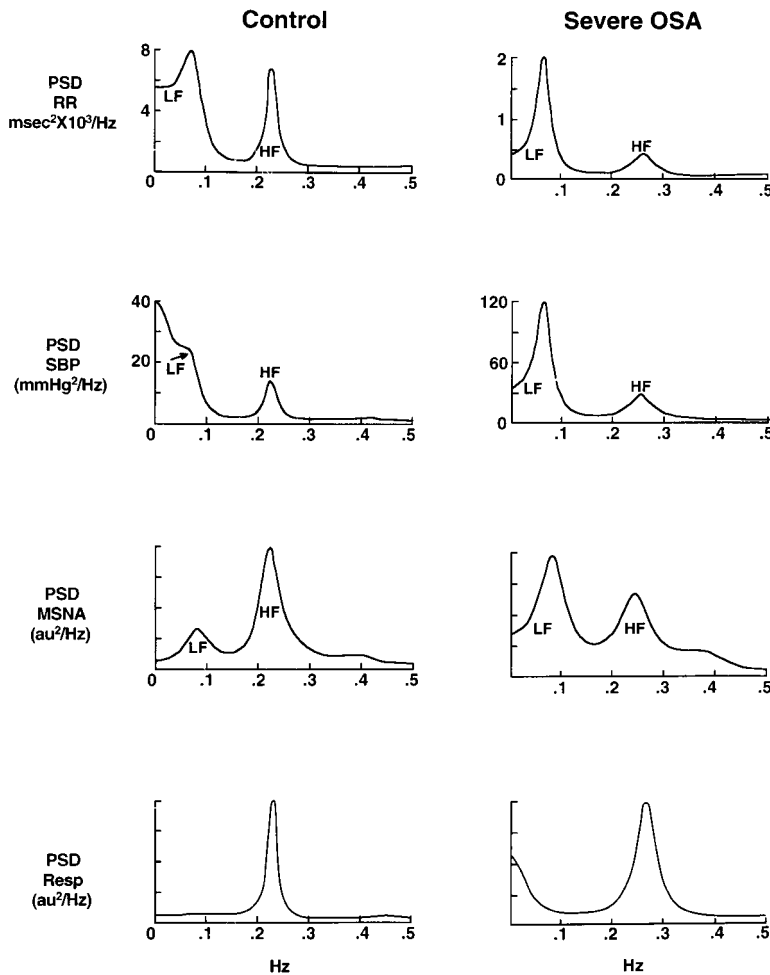 Control
Severe OSA
PSD
RR
msec²X10³/Hz
8
4
LF
HF
0 .1 .2 .3 .4 .5
2
1
0
LF
HF
.1 .2 .3 .4 .5
PSD
SBP
(mmHg²/Hz)
40
20
LF
HF
0 .1 .2 .3 .4 .5
120
60
30
0
LF
HF
.1 .2 .3 .4 .5
PSD
MSNA
(au²/Hz)
LF
HF
0 .1 .2 .3 .4 .5
LF
HF
.1 .2 .3 .4 .5
PSD
Resp
(au²/Hz)
0 .1 .2 .3 .4 .5
Hz
.1 .2 .3 .4 .5
Hz